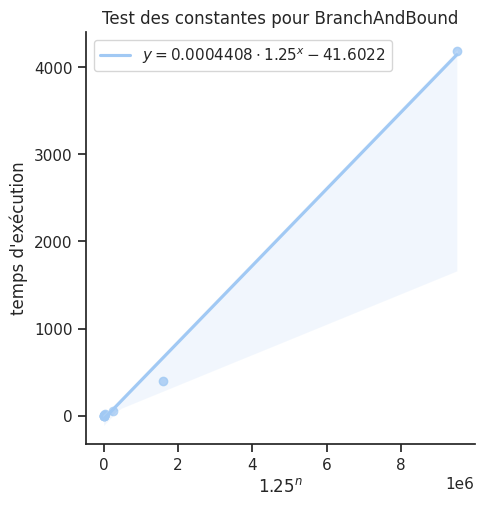 Test des constantes pour BranchAndBound
y = 0.0004408 · 1.25^x − 41.6022
temps d'exécution
4000
3000
2000
1000
0
0 2 4 6 8
1e6
1.25^n